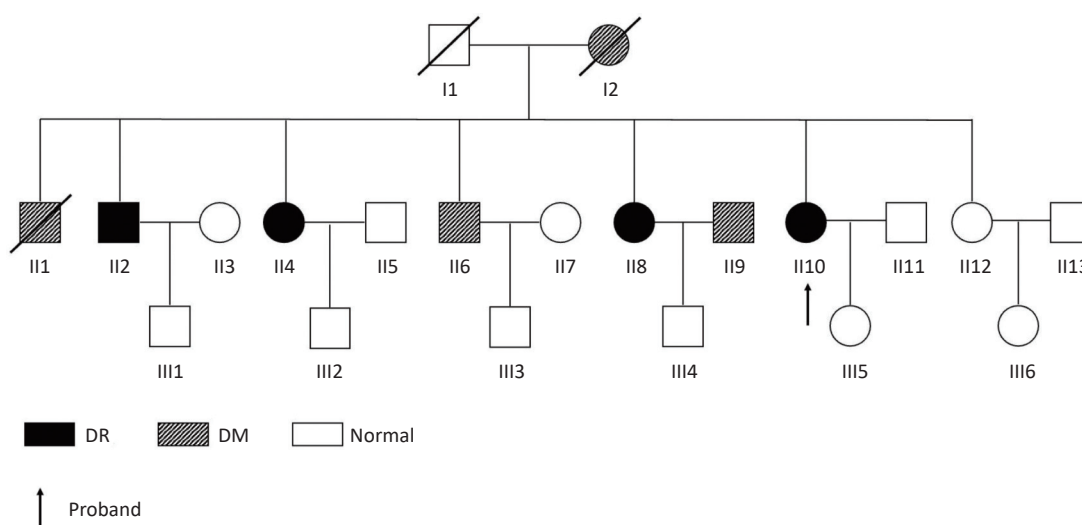 I1 I2
II1 II2 II3 II4 II5 II6 II7 II8 II9 II10 II11 II12 II13
III1 III2 III3 III4 III5 III6
DR DM Normal
Proband